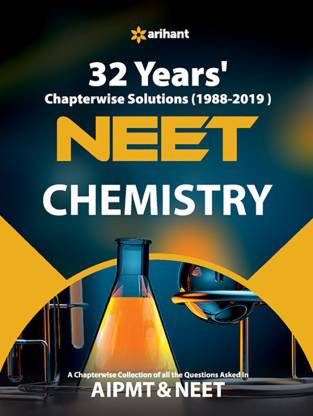 arihant
32 Years'
Chapterwise Solutions (1988-2019 )
NEET
CHEMISTRY
A Chapterwise Collection of all the Questions Asked In
AIPMT & NEET